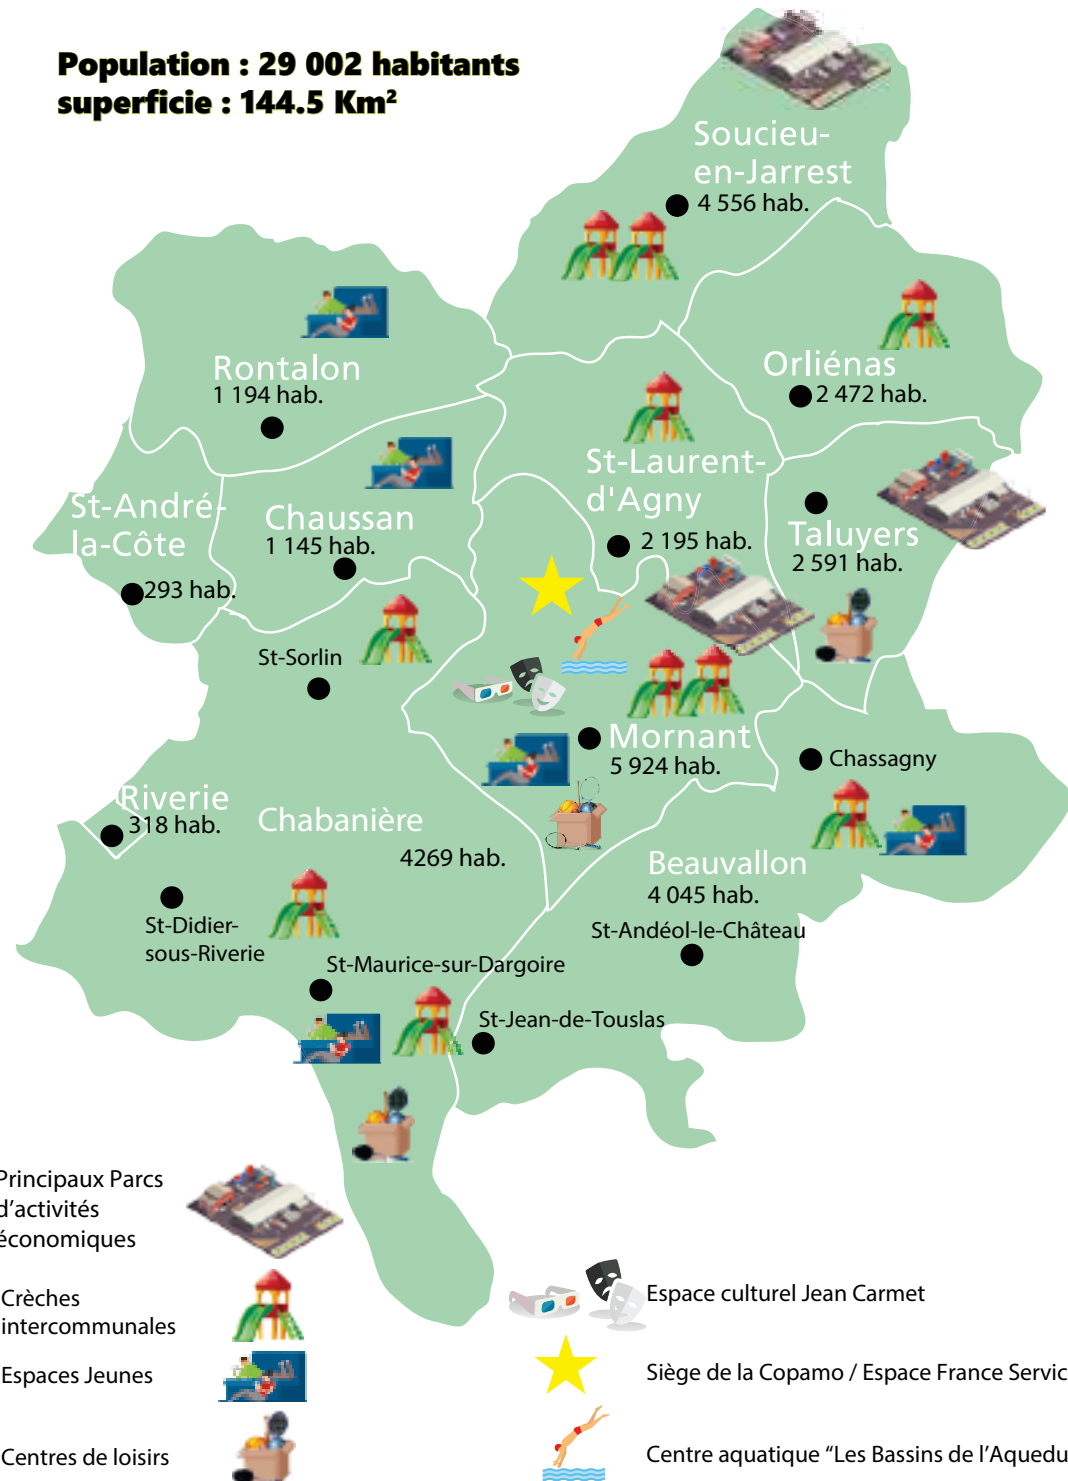 Population : 29 002 habitants
superficie : 144.5 Km²
Soucieu-
en-Jarrest
4 556 hab.
Rontalon
1 194 hab.
Orliénas
2 472 hab.
St-Laurent-
d'Agny
2 195 hab.
St-André-
la-Côte
293 hab.
Chaussan
1 145 hab.
Taluyers
2 591 hab.
St-Sorlin
Mornant
5 924 hab.
Chassagny
Riverie
318 hab.
Chabanière
4269 hab.
Beauvallon
4 045 hab.
St-Andéol-le-Château
St-Didier-
sous-Riverie
St-Maurice-sur-Dargoire
St-Jean-de-Touslas
Principaux Parcs
d’activités
économiques
Crèches
intercommunales
Espaces Jeunes
Centres de loisirs
Espace culturel Jean Carmet
Siège de la Copamo / Espace France Servic
Centre aquatique “Les Bassins de l’Aquedu